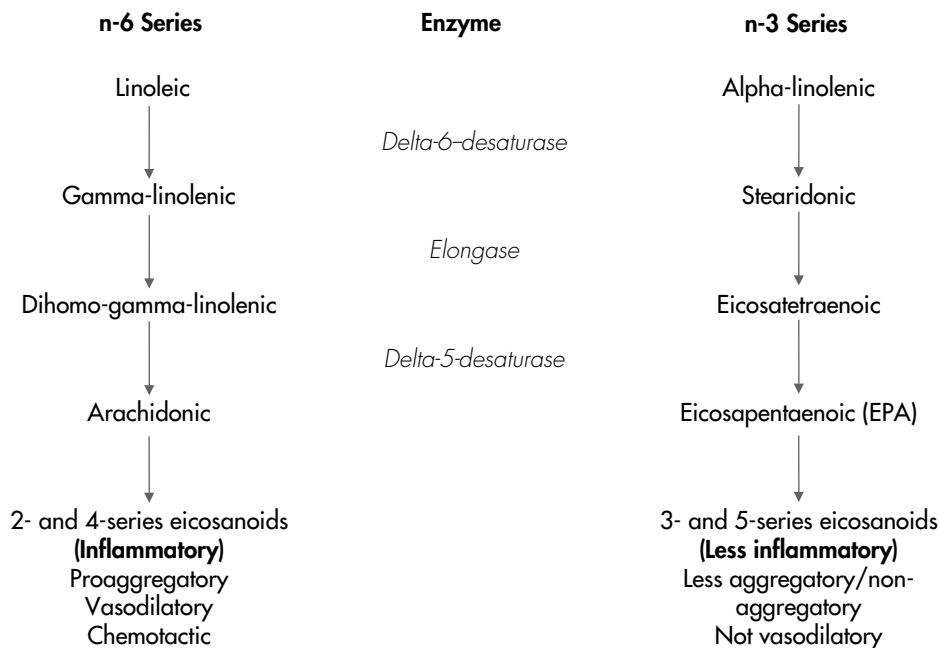 n-6 Series
Enzyme
n-3 Series
Linoleic
Alpha-linolenic
Delta-6–desaturase
Gamma-linolenic
Stearidonic
Elongase
Dihomo-gamma-linolenic
Eicosatetraenoic
Delta-5-desaturase
Arachidonic
Eicosapentaenoic (EPA)
2- and 4-series eicosanoids
(Inflammatory)
Proaggregatory
Vasodilatory
Chemotactic
3- and 5-series eicosanoids
(Less inflammatory)
Less aggregatory/non-
aggregatory
Not vasodilatory